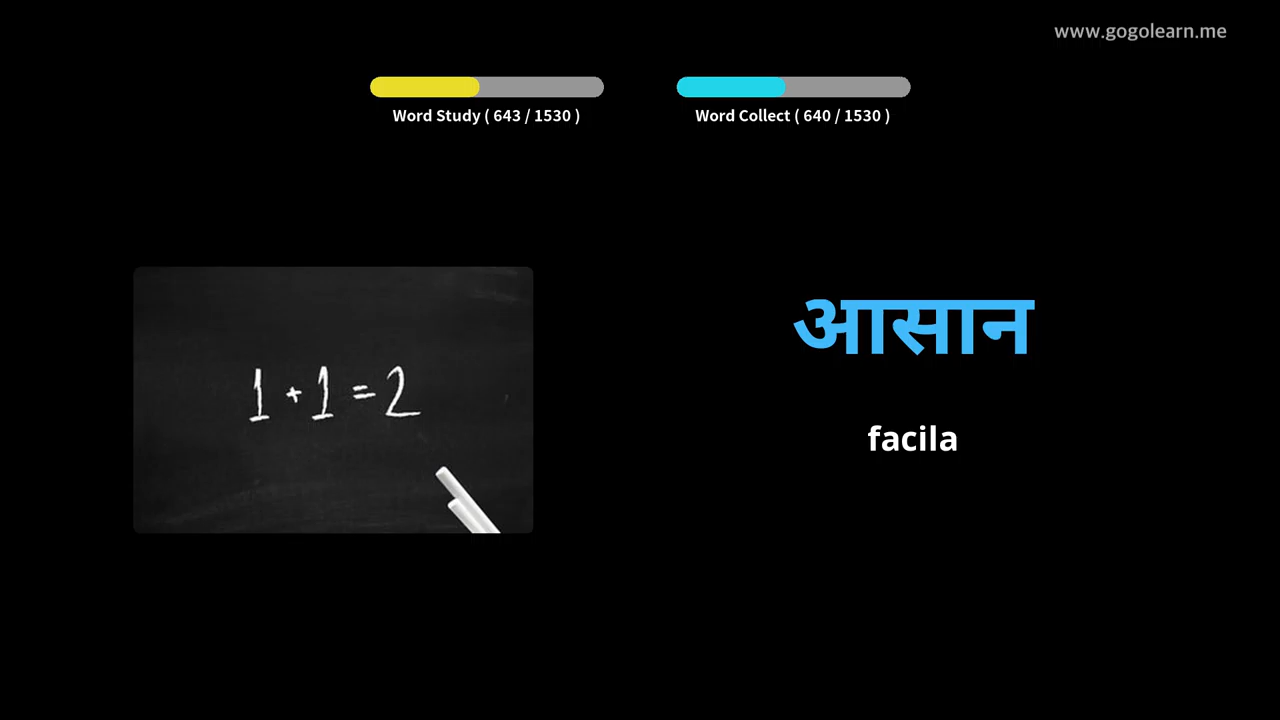 www.gogolearn.me
Word Study ( 643 / 1530 )
Word Collect ( 640 / 1530 )
1 + 1 = 2
आसान
facila